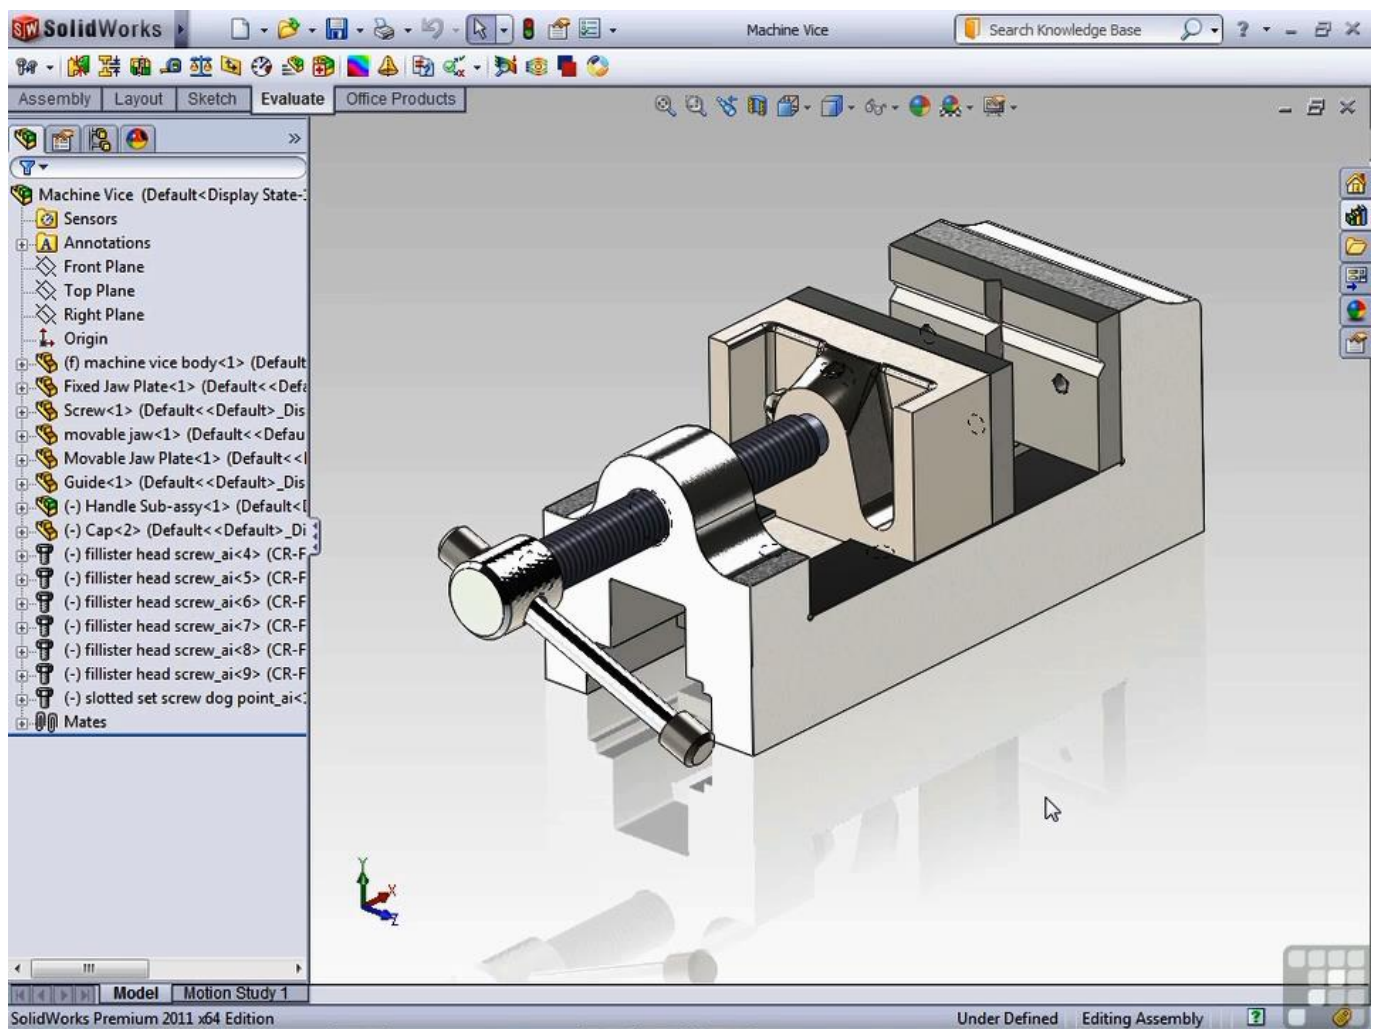 SolidWorks
Machine Vice
Search Knowledge Base
?
Assembly Layout Sketch Evaluate Office Products
Machine Vice (Default<Display State-
Sensors
A Annotations
Front Plane
Top Plane
Right Plane
Origin
(f) machine vice body<1> (Default
Fixed Jaw Plate<1> (Default<<Defa
Screw<1> (Default<<Default>_Dis
movable jaw<1> (Default<<Defau
Movable Jaw Plate<1> (Default<<
Guide<1> (Default<<Default>_Dis
(-) Handle Sub-assy<1> (Default<
(-) Cap<2> (Default<<Default>_Di
(-) fillister head screw_ai<4> (CR-F
(-) fillister head screw_ai<5> (CR-F
(-) fillister head screw_ai<6> (CR-F
(-) fillister head screw_ai<7> (CR-F
(-) fillister head screw_ai<8> (CR-F
(-) fillister head screw_ai<9> (CR-F
(-) slotted set screw dog point_ai<
Mates
Y
X
Z
Model Motion Study 1
SolidWorks Premium 2011 x64 Edition
Under Defined Editing Assembly ?